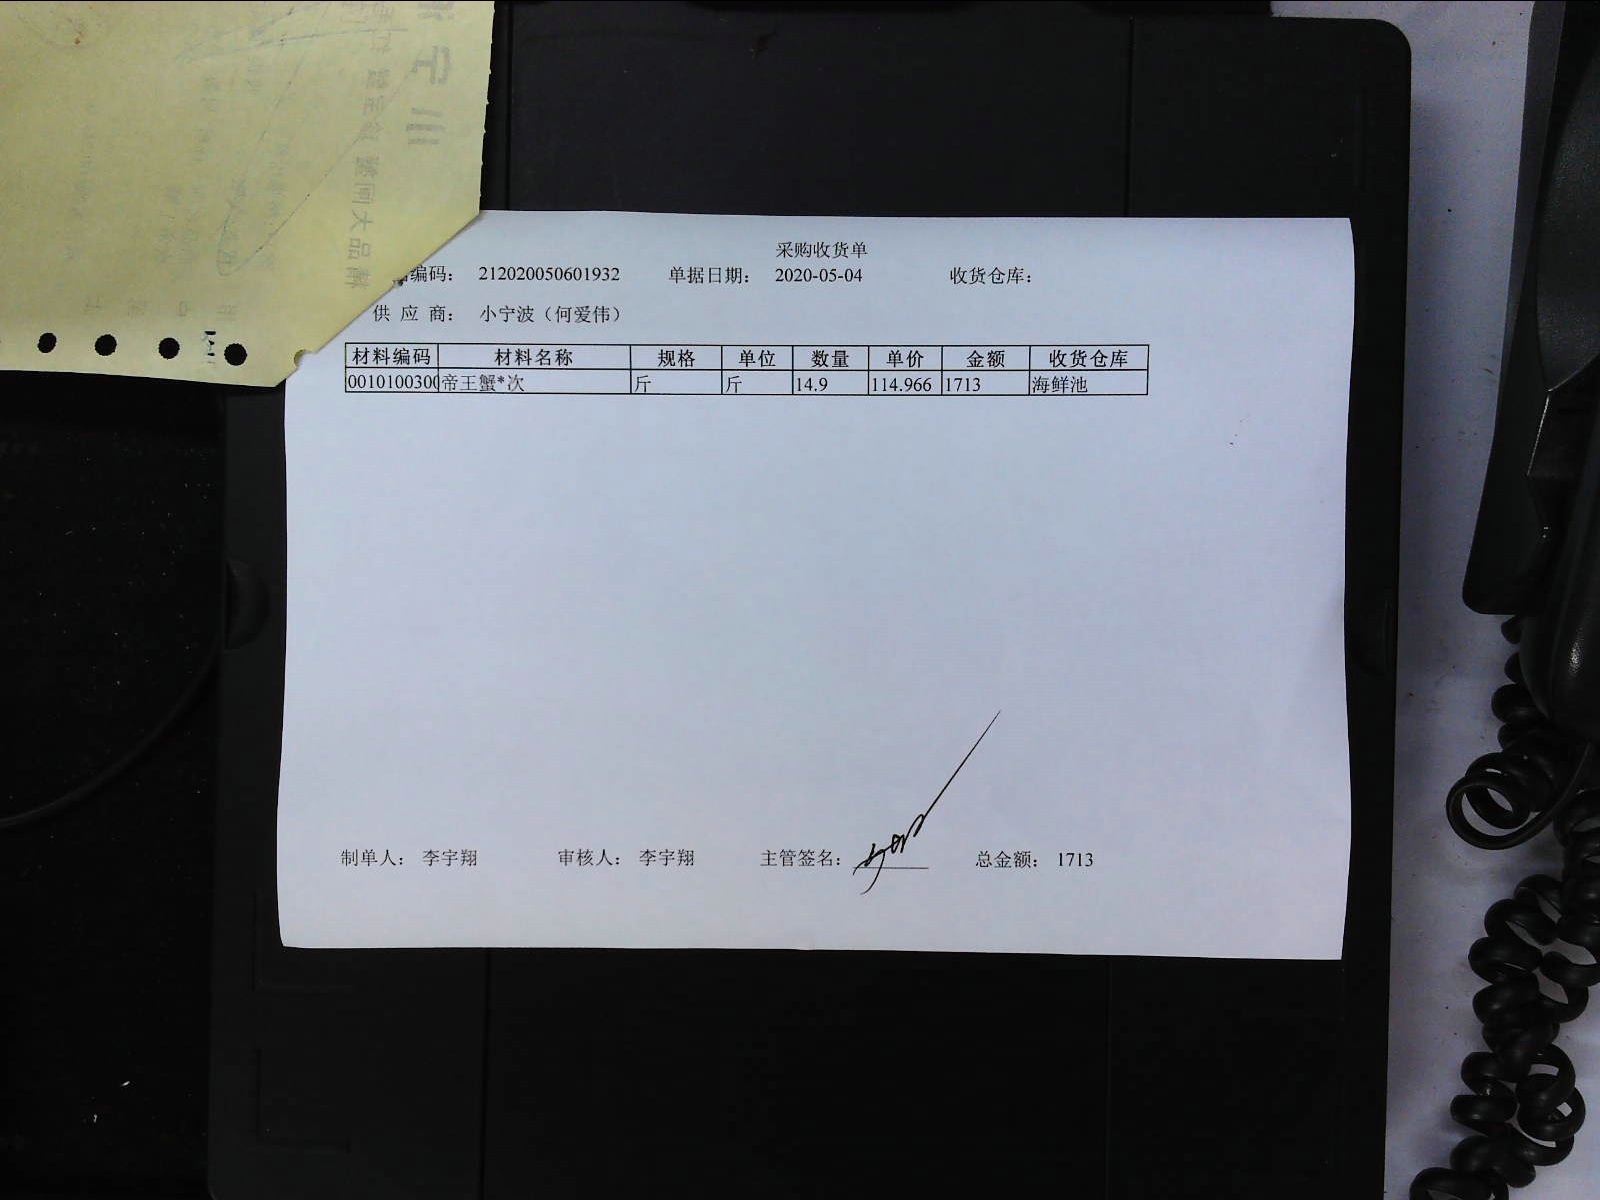 采购收货单
编码： 212020050601932 单据日期： 2020-05-04 收货仓库：
供 应 商： 小宁波（何爱伟）
材料编码 材料名称 规格 单位 数量 单价 金额 收货仓库
0010100300 帝王蟹*次 斤 斤 14.9 114.966 1713 海鲜池
制单人： 李宇翔 审核人： 李宇翔 主管签名： 总金额： 1713